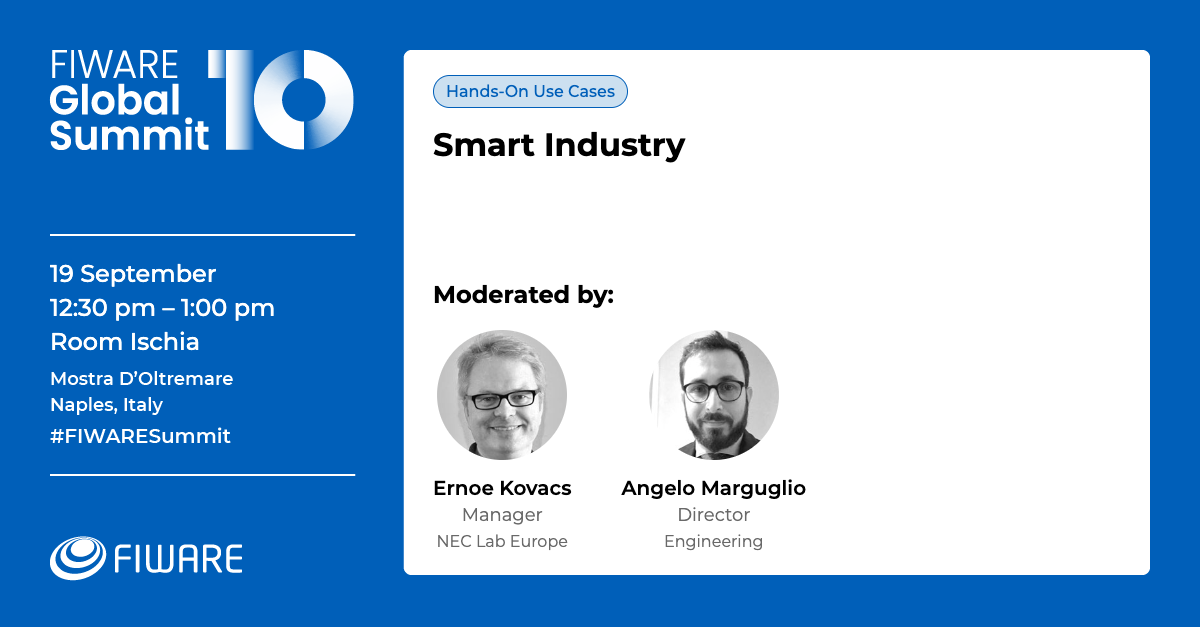 FIWARE
Global
Summit
10
19 September
12:30 pm – 1:00 pm
Room Ischia
Mostra D’Oltremare
Naples, Italy
#FIWARESummit
FIWARE
Hands-On Use Cases
Smart Industry
Moderated by:
Ernoe Kovacs
Manager
NEC Lab Europe
Angelo Marguglio
Director
Engineering